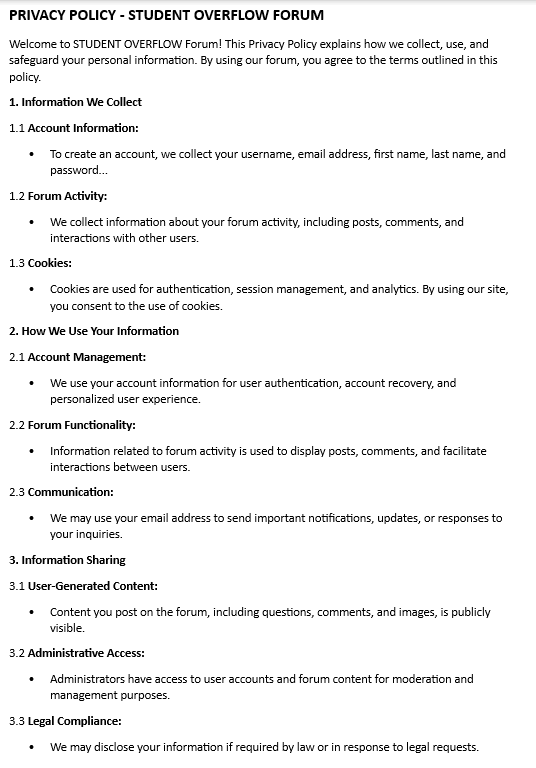 PRIVACY POLICY - STUDENT OVERFLOW FORUM
Welcome to STUDENT OVERFLOW Forum! This Privacy Policy explains how we collect, use, and
safeguard your personal information. By using our forum, you agree to the terms outlined in this
policy.
1. Information We Collect
1.1 Account Information:
• To create an account, we collect your username, email address, first name, last name, and
password...
1.2 Forum Activity:
• We collect information about your forum activity, including posts, comments, and
interactions with other users.
1.3 Cookies:
• Cookies are used for authentication, session management, and analytics. By using our site,
you consent to the use of cookies.
2. How We Use Your Information
2.1 Account Management:
• We use your account information for user authentication, account recovery, and
personalized user experience.
2.2 Forum Functionality:
• Information related to forum activity is used to display posts, comments, and facilitate
interactions between users.
2.3 Communication:
• We may use your email address to send important notifications, updates, or responses to
your inquiries.
3. Information Sharing
3.1 User-Generated Content:
• Content you post on the forum, including questions, comments, and images, is publicly
visible.
3.2 Administrative Access:
• Administrators have access to user accounts and forum content for moderation and
management purposes.
3.3 Legal Compliance:
• We may disclose your information if required by law or in response to legal requests.